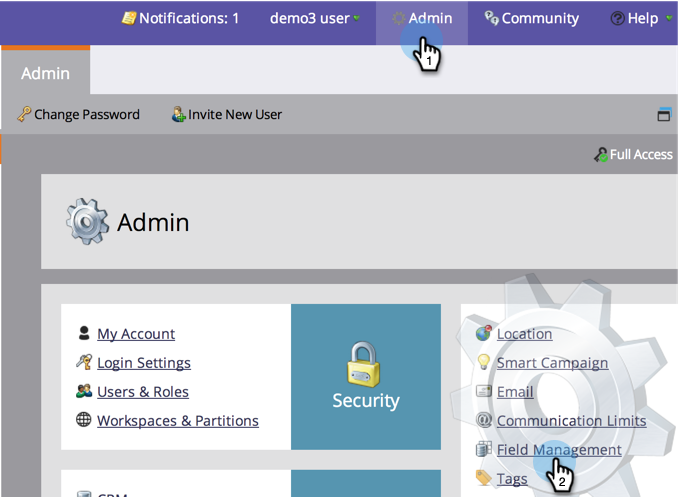 Notifications: 1 demo3 user Admin Community Help
1
Admin
Change Password Invite New User
Full Access
Admin
My Account
Login Settings
Users & Roles
Workspaces & Partitions
Security
Location
Smart Campaign
Email
Communication Limits
Field Management
2
Tags
CRM